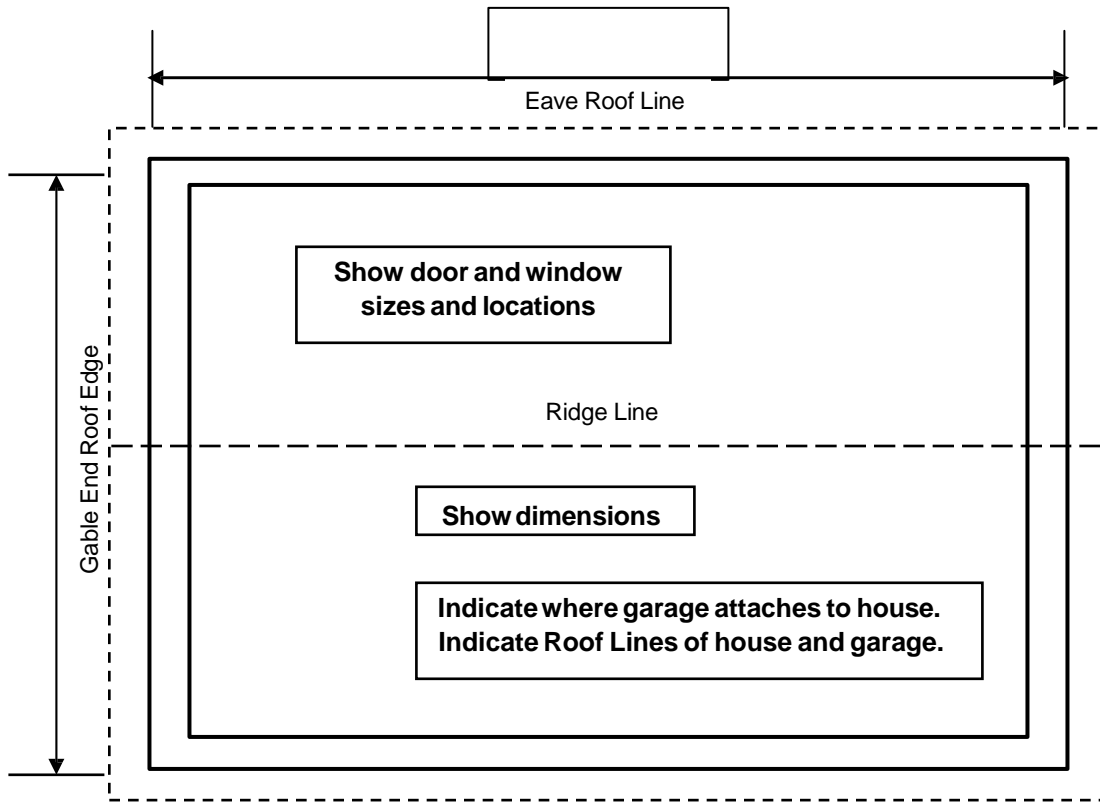 Eave Roof Line
Show door and window
sizes and locations
Gable End Roof Edge
Ridge Line
Show dimensions
Indicate where garage attaches to house.
Indicate Roof Lines of house and garage.